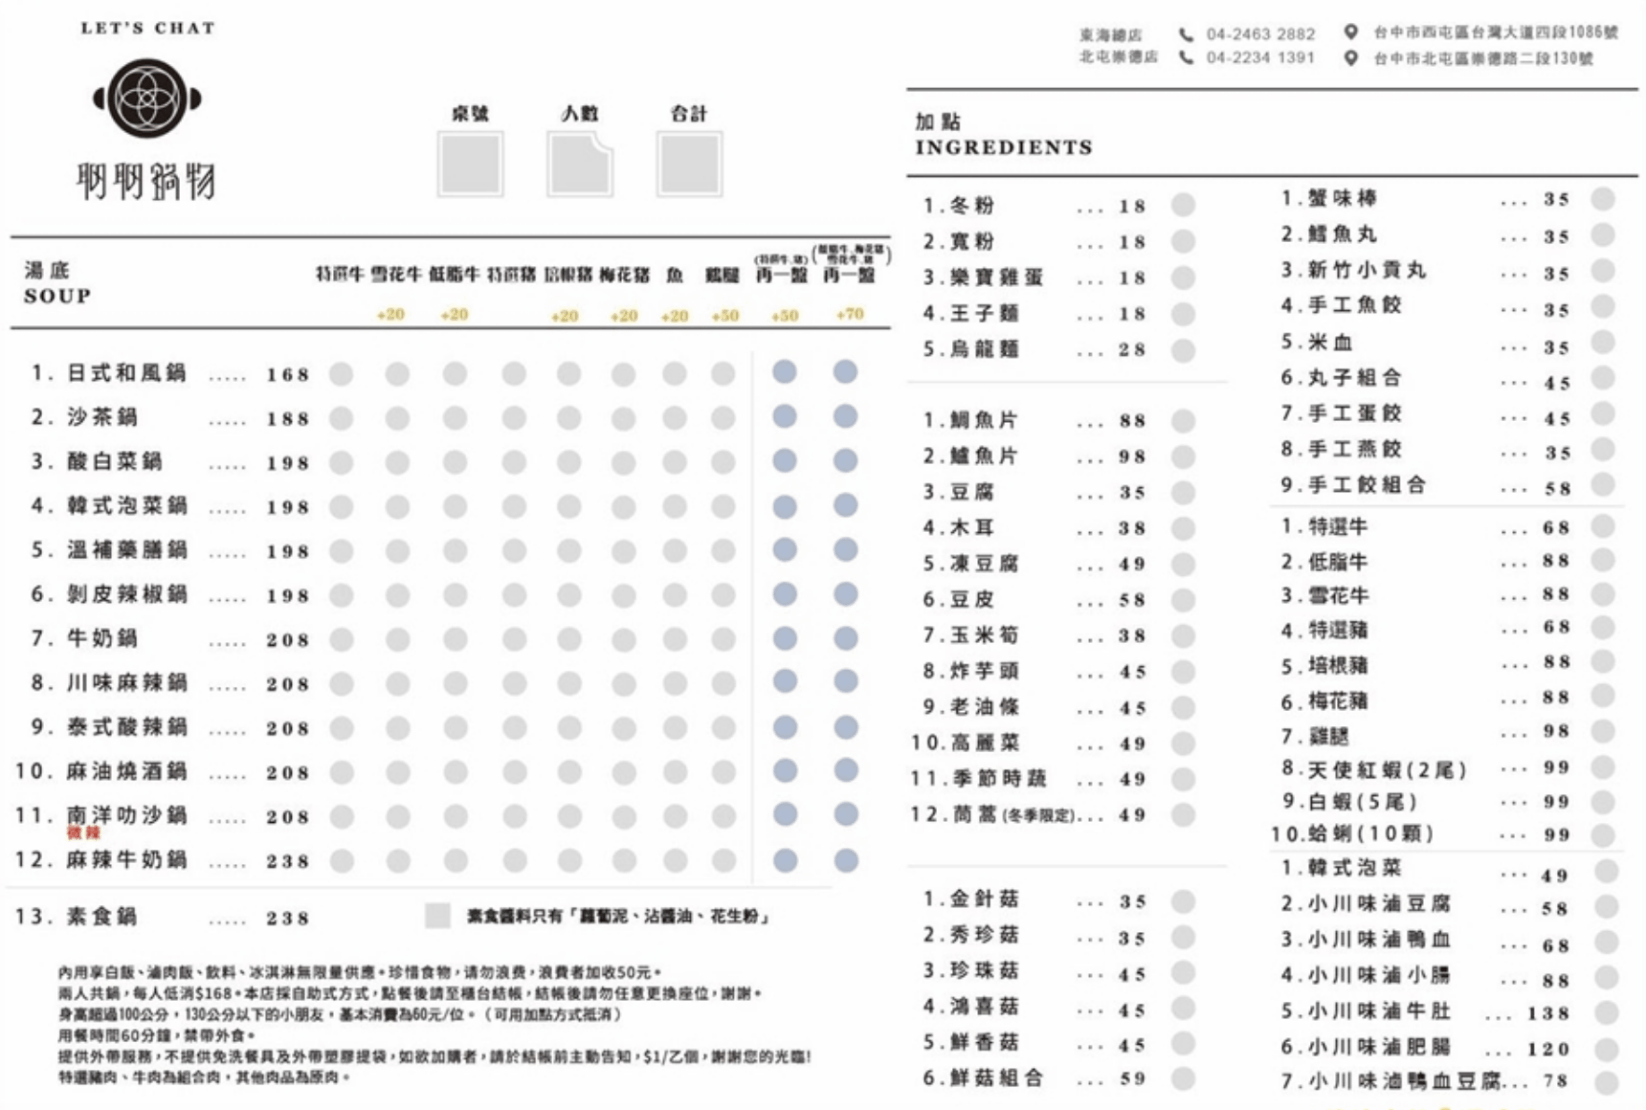 LET'S CHAT
啊啊鍋物
桌號 人數 合計
東海總店 04-2463 2882 台中市西屯區台灣大道四段1086號
北屯崇德店 04-2234 1391 台中市北屯區崇德路二段130號
湯底
SOUP
(特選牛、豬) (低脂牛、梅花豬
雪花牛、豬)
特選牛 雪花牛 低脂牛 特選豬 培根豬 梅花豬 魚 雞腿 再一盤 再一盤
+20 +20 +20 +20 +20 +50 +50 +70
1. 日式和風鍋 ..... 168
2. 沙茶鍋 ..... 188
3. 酸白菜鍋 ..... 198
4. 韓式泡菜鍋 ..... 198
5. 溫補藥膳鍋 ..... 198
6. 剝皮辣椒鍋 ..... 198
7. 牛奶鍋 ..... 208
8. 川味麻辣鍋 ..... 208
9. 泰式酸辣鍋 ..... 208
10. 麻油燒酒鍋 ..... 208
11. 南洋叻沙鍋 ..... 208
微辣
12. 麻辣牛奶鍋 ..... 238
13. 素食鍋 ..... 238
素食醬料只有「蘿蔔泥、沾醬油、花生粉」
內用享白飯、滷肉飯、飲料、冰淇淋無限量供應。珍惜食物，请勿浪費，浪費者加收50元。
兩人共鍋，每人低消$168。本店採自助式方式，點餐後請至櫃台結帳，結帳後請勿任意更換座位，謝謝。
身高超過100公分，130公分以下的小朋友，基本消費為60元/位。（可用加點方式抵消）
用餐時間60分鐘，禁帶外食。
提供外帶服務，不提供免洗餐具及外帶塑膠提袋，如欲加購者，請於結帳前主動告知，$1/乙個，謝謝您的光臨!
特選豬肉、牛肉為組合肉，其他肉品為原肉。
加點
INGREDIENTS
1.冬粉 ... 18
2.寬粉 ... 18
3.樂寶雞蛋 ... 18
4.王子麵 ... 18
5.烏龍麵 ... 28
1.鯛魚片 ... 88
2.鱸魚片 ... 98
3.豆腐 ... 35
4.木耳 ... 38
5.凍豆腐 ... 49
6.豆皮 ... 58
7.玉米筍 ... 38
8.炸芋頭 ... 45
9.老油條 ... 45
10.高麗菜 ... 49
11.季節時蔬 ... 49
12.茼蒿(冬季限定)... 49
1.金針菇 ... 35
2.秀珍菇 ... 35
3.珍珠菇 ... 45
4.鴻喜菇 ... 45
5.鮮香菇 ... 45
6.鮮菇組合 ... 59
1.蟹味棒 ... 35
2.鱈魚丸 ... 35
3.新竹小貢丸 ... 35
4.手工魚餃 ... 35
5.米血 ... 35
6.丸子組合 ... 45
7.手工蛋餃 ... 45
8.手工燕餃 ... 35
9.手工餃組合 ... 58
1.特選牛 ... 68
2.低脂牛 ... 88
3.雪花牛 ... 88
4.特選豬 ... 68
5.培根豬 ... 88
6.梅花豬 ... 88
7.雞腿 ... 98
8.天使紅蝦(2尾) ... 99
9.白蝦(5尾) ... 99
10.蛤蜊(10顆) ... 99
1.韓式泡菜 ... 49
2.小川味滷豆腐 ... 58
3.小川味滷鴨血 ... 68
4.小川味滷小腸 ... 88
5.小川味滷牛肚 ... 138
6.小川味滷肥腸 ... 120
7.小川味滷鴨血豆腐... 78